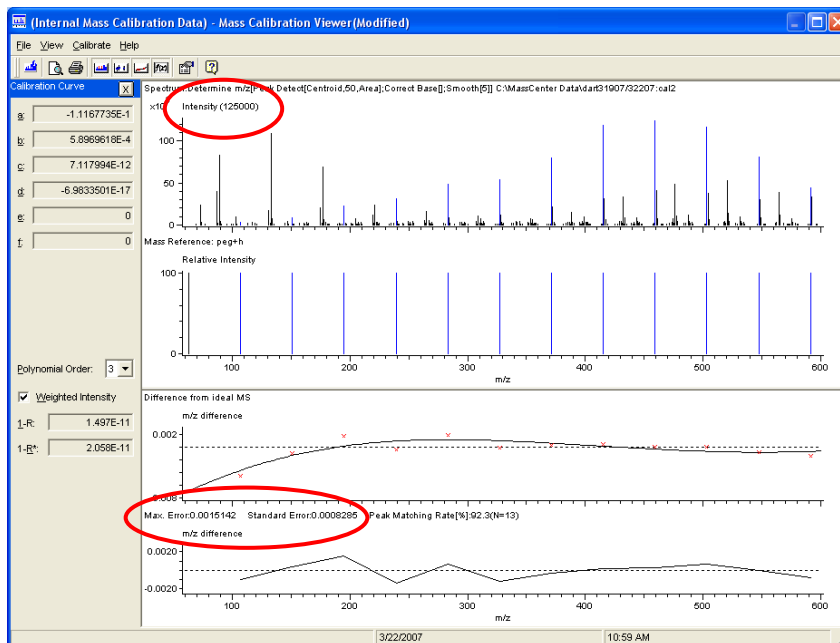 (Internal Mass Calibration Data) - Mass Calibration Viewer(Modified)
File View Calibrate Help
Calibration Curve X
a: -1.1167735E-1
b: 5.8969618E-4
c: 7.117994E-12
d: -6.9833501E-17
e: 0
f: 0
Polynomial Order: 3
Weighted Intensity
1-R: 1.497E-11
1-R*: 2.058E-11
Spectrum:Determine m/z[Peak Detect[Centroid,50,Area];Correct Base[];Smooth[5]] C:\MassCenter Data\dart31907/32207:cal2
Intensity (125000)
100
50
0
Mass Reference: peg+h
Relative Intensity
100
0
100 200 300 400 500 600
m/z
Difference from ideal MS
m/z difference
0.002
-0.008
Max. Error:0.0015142 Standard Error:0.0008285 Peak Matching Rate[%]:92.3(N=13)
m/z difference
0.0020
-0.0020
100 200 300 400 500 600
m/z
3/22/2007 10:59 AM